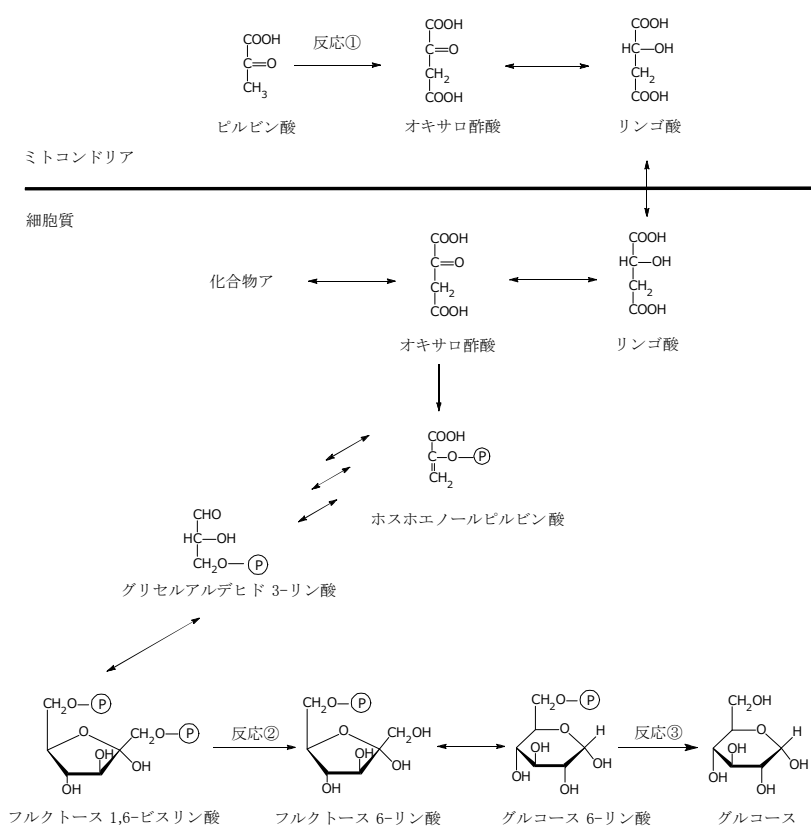 COOH
C=O
CH3
ピルビン酸
反応①
COOH
C=O
CH2
COOH
オキサロ酢酸
COOH
HC—OH
CH2
COOH
リンゴ酸
ミトコンドリア
細胞質
化合物ア
COOH
C=O
CH2
COOH
オキサロ酢酸
COOH
HC—OH
CH2
COOH
リンゴ酸
COOH
C—O—P
CH2
ホスホエノールピルビン酸
CHO
HC—OH
CH2O—P
グリセルアルデヒド 3-リン酸
CH2O—P
O
CH2O—P
OH
OH
OH
フルクトース 1,6-ビスリン酸
反応②
CH2O—P
O
CH2OH
OH
OH
OH
フルクトース 6-リン酸
CH2O—P
O
H
OH
OH
OH
OH
グルコース 6-リン酸
反応③
CH2OH
O
H
OH
OH
OH
OH
グルコース